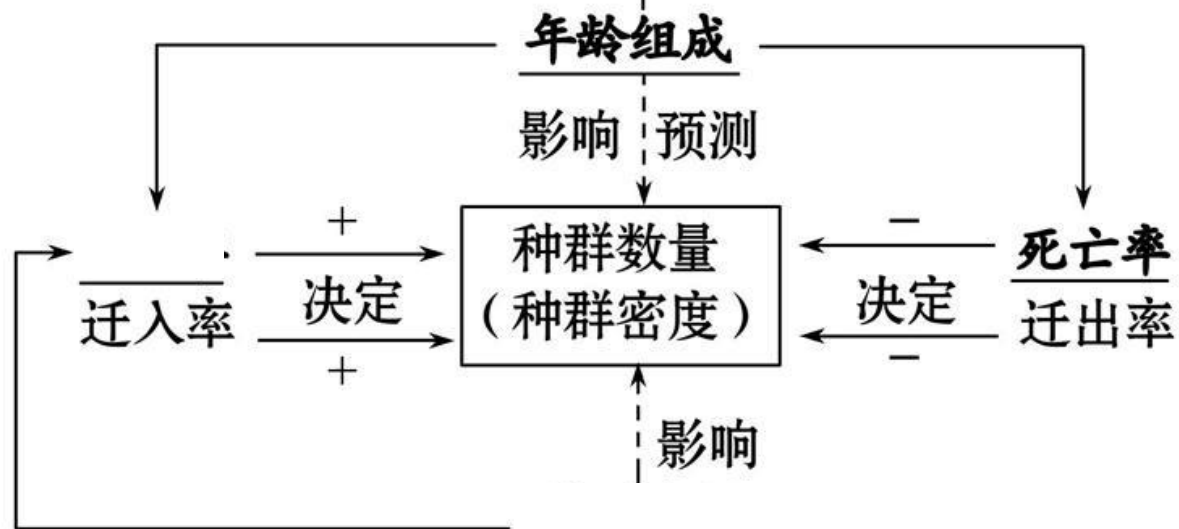 年龄组成
影响 预测
+
种群数量
（种群密度）
决定
迁入率
+
−
死亡率
决定
迁出率
−
影响